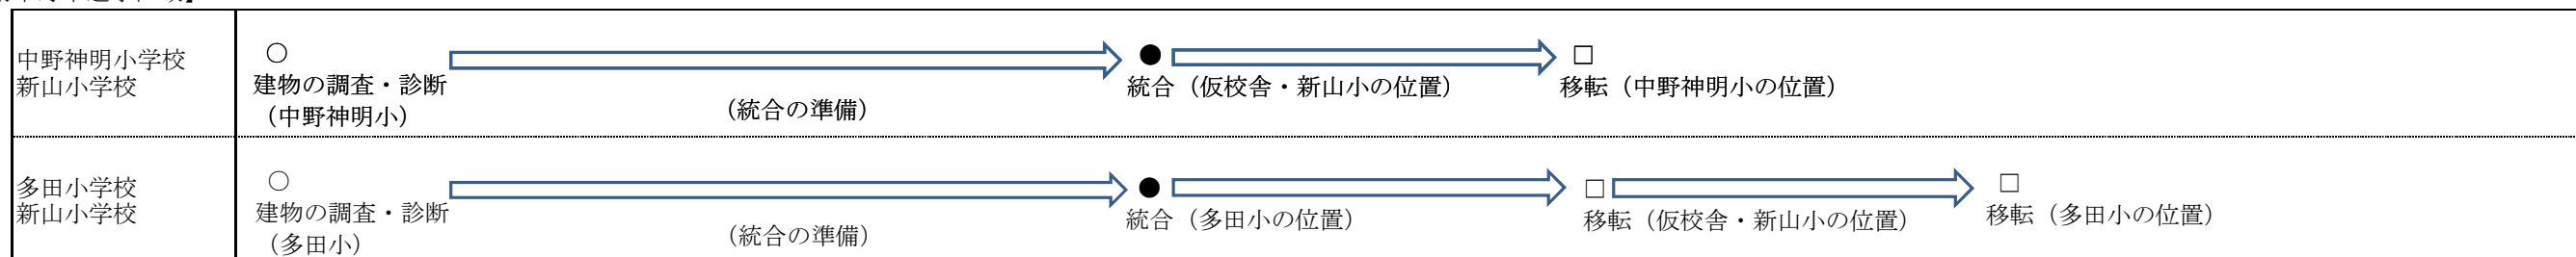 中野神明小学校
新山小学校
○
建物の調査・診断
（中野神明小）
（統合の準備）
●
統合（仮校舎・新山小の位置）
□
移転（中野神明小の位置）
多田小学校
新山小学校
○
建物の調査・診断
（多田小）
（統合の準備）
●
統合（多田小の位置）
□
移転（仮校舎・新山小の位置）
□
移転（多田小の位置）